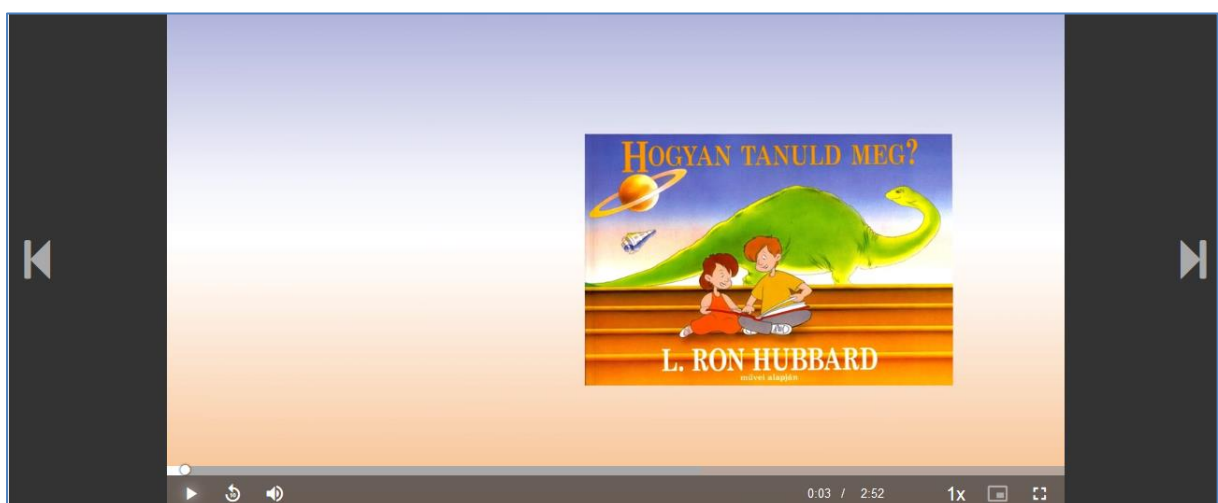 HOGYAN TANULD MEG?
L. RON HUBBARD
művei alapján
0:03 / 2:52 1x